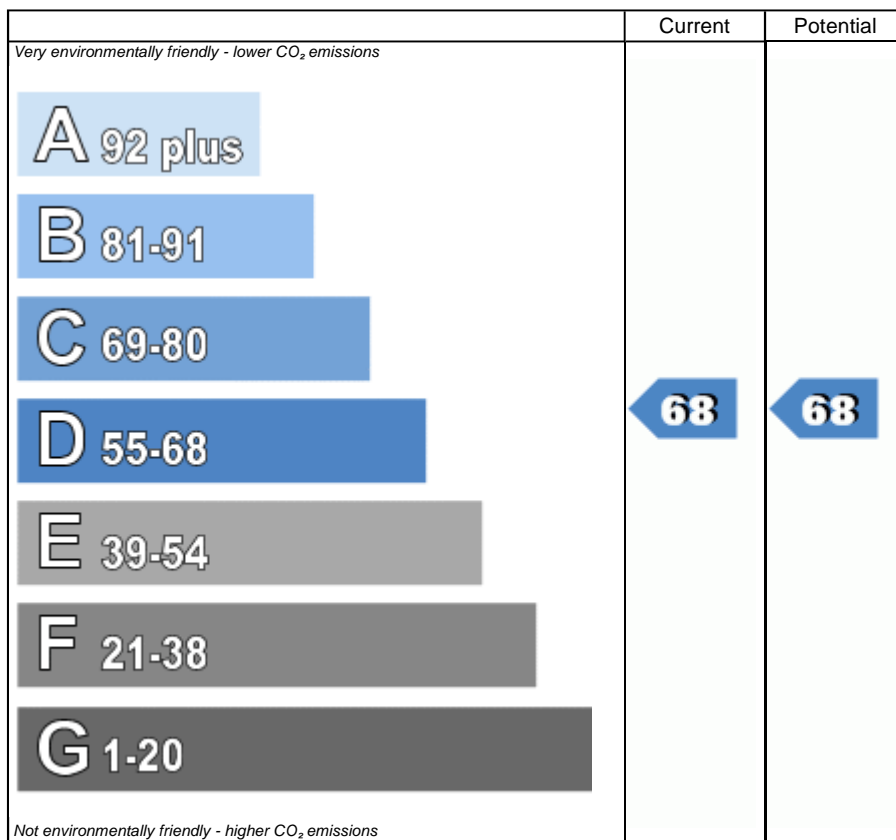 Current Potential
Very environmentally friendly - lower CO₂ emissions
A 92 plus
B 81-91
C 69-80
D 55-68
68 68
E 39-54
F 21-38
G 1-20
Not environmentally friendly - higher CO₂ emissions